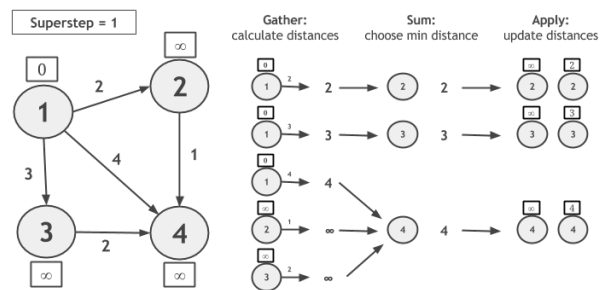 Superstep = 1
0
∞
1
2
2
3
4
1
3
2
4
∞
∞
Gather:
calculate distances
Sum:
choose min distance
Apply:
update distances
0
∞ 2
1 2 2 2 2 2 2
0
∞ 3
1 3 3 3 3 3 3
0
1 4 4
∞
∞ 4
2 1 ∞ 4 4 4 4
∞
3 2 ∞